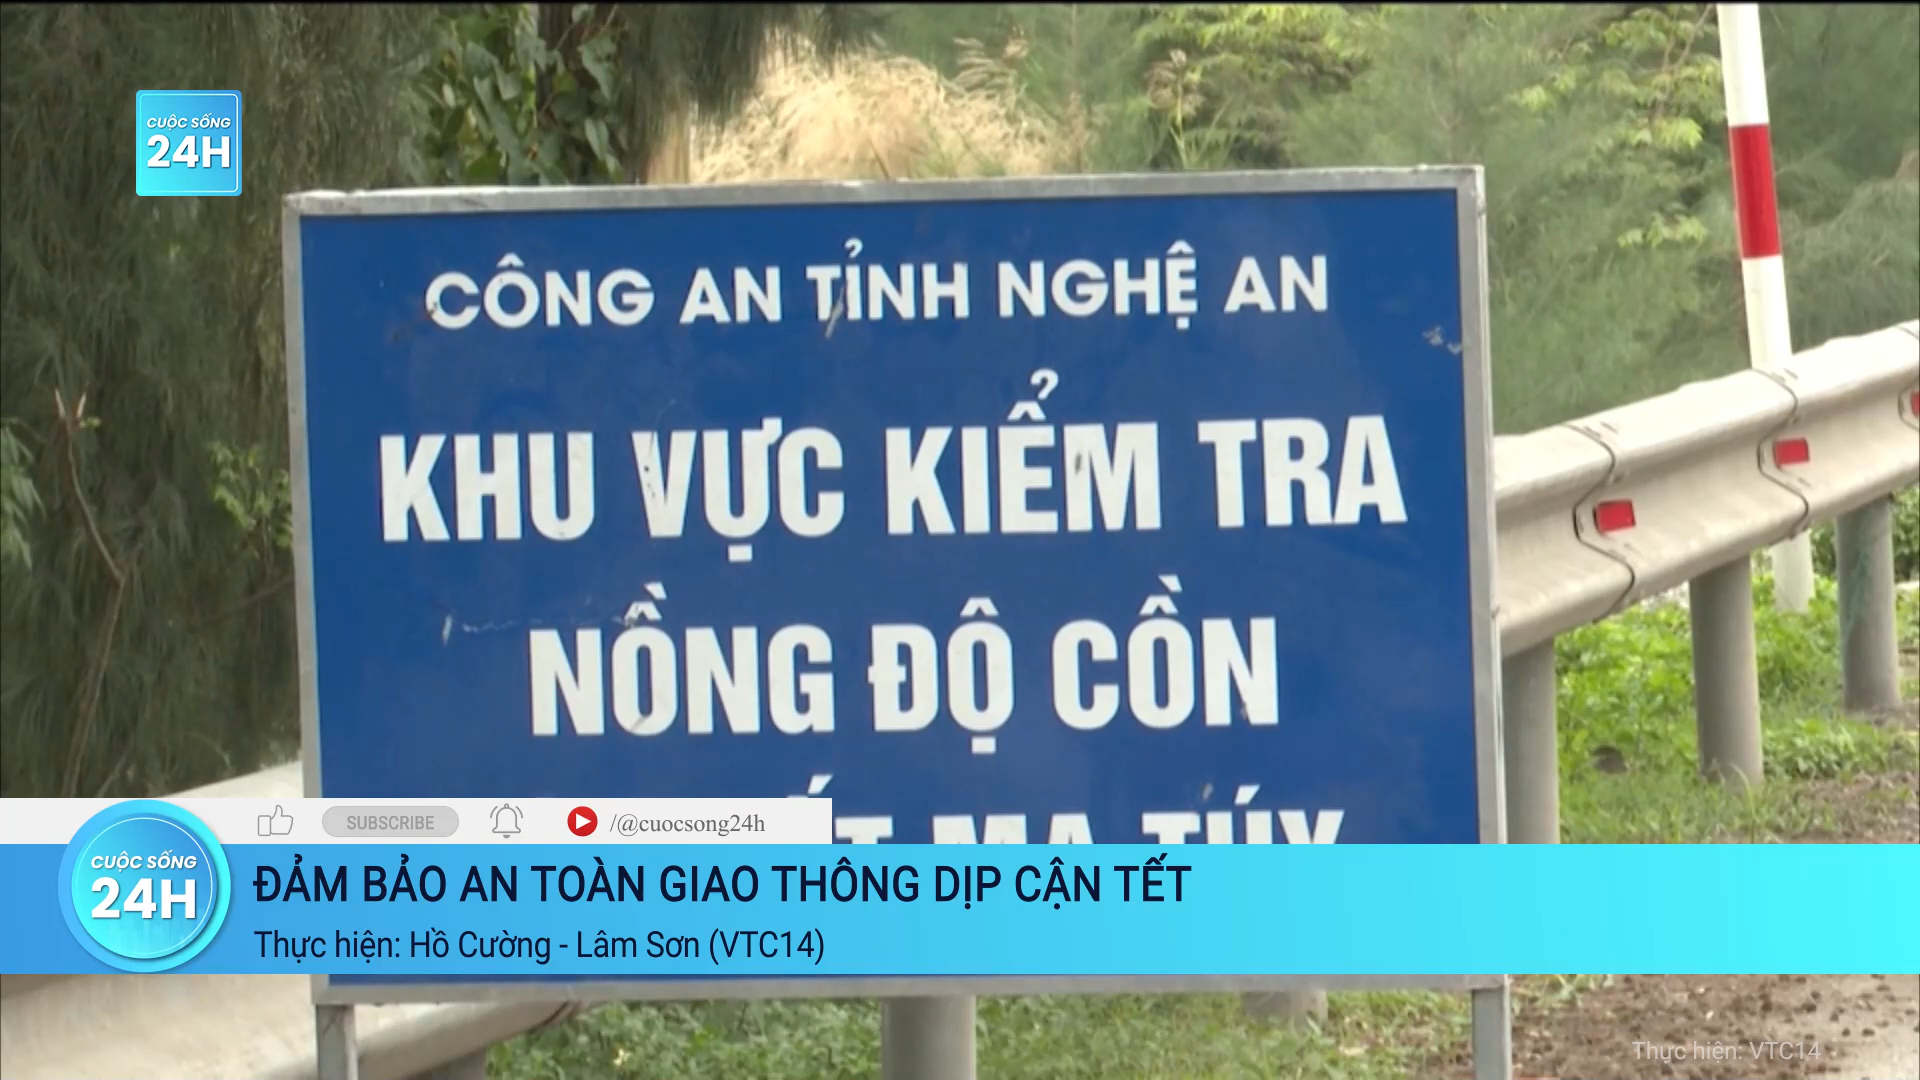 CUỘC SỐNG
24H
CÔNG AN TỈNH NGHỆ AN
KHU VỰC KIỂM TRA
NỒNG ĐỘ CỒN
MA TÚY
SUBSCRIBE
/@cuocsong24h
CUỘC SỐNG
24H
ĐẢM BẢO AN TOÀN GIAO THÔNG DỊP CẬN TẾT
Thực hiện: Hồ Cường - Lâm Sơn (VTC14)
Thực hiện: VTC14